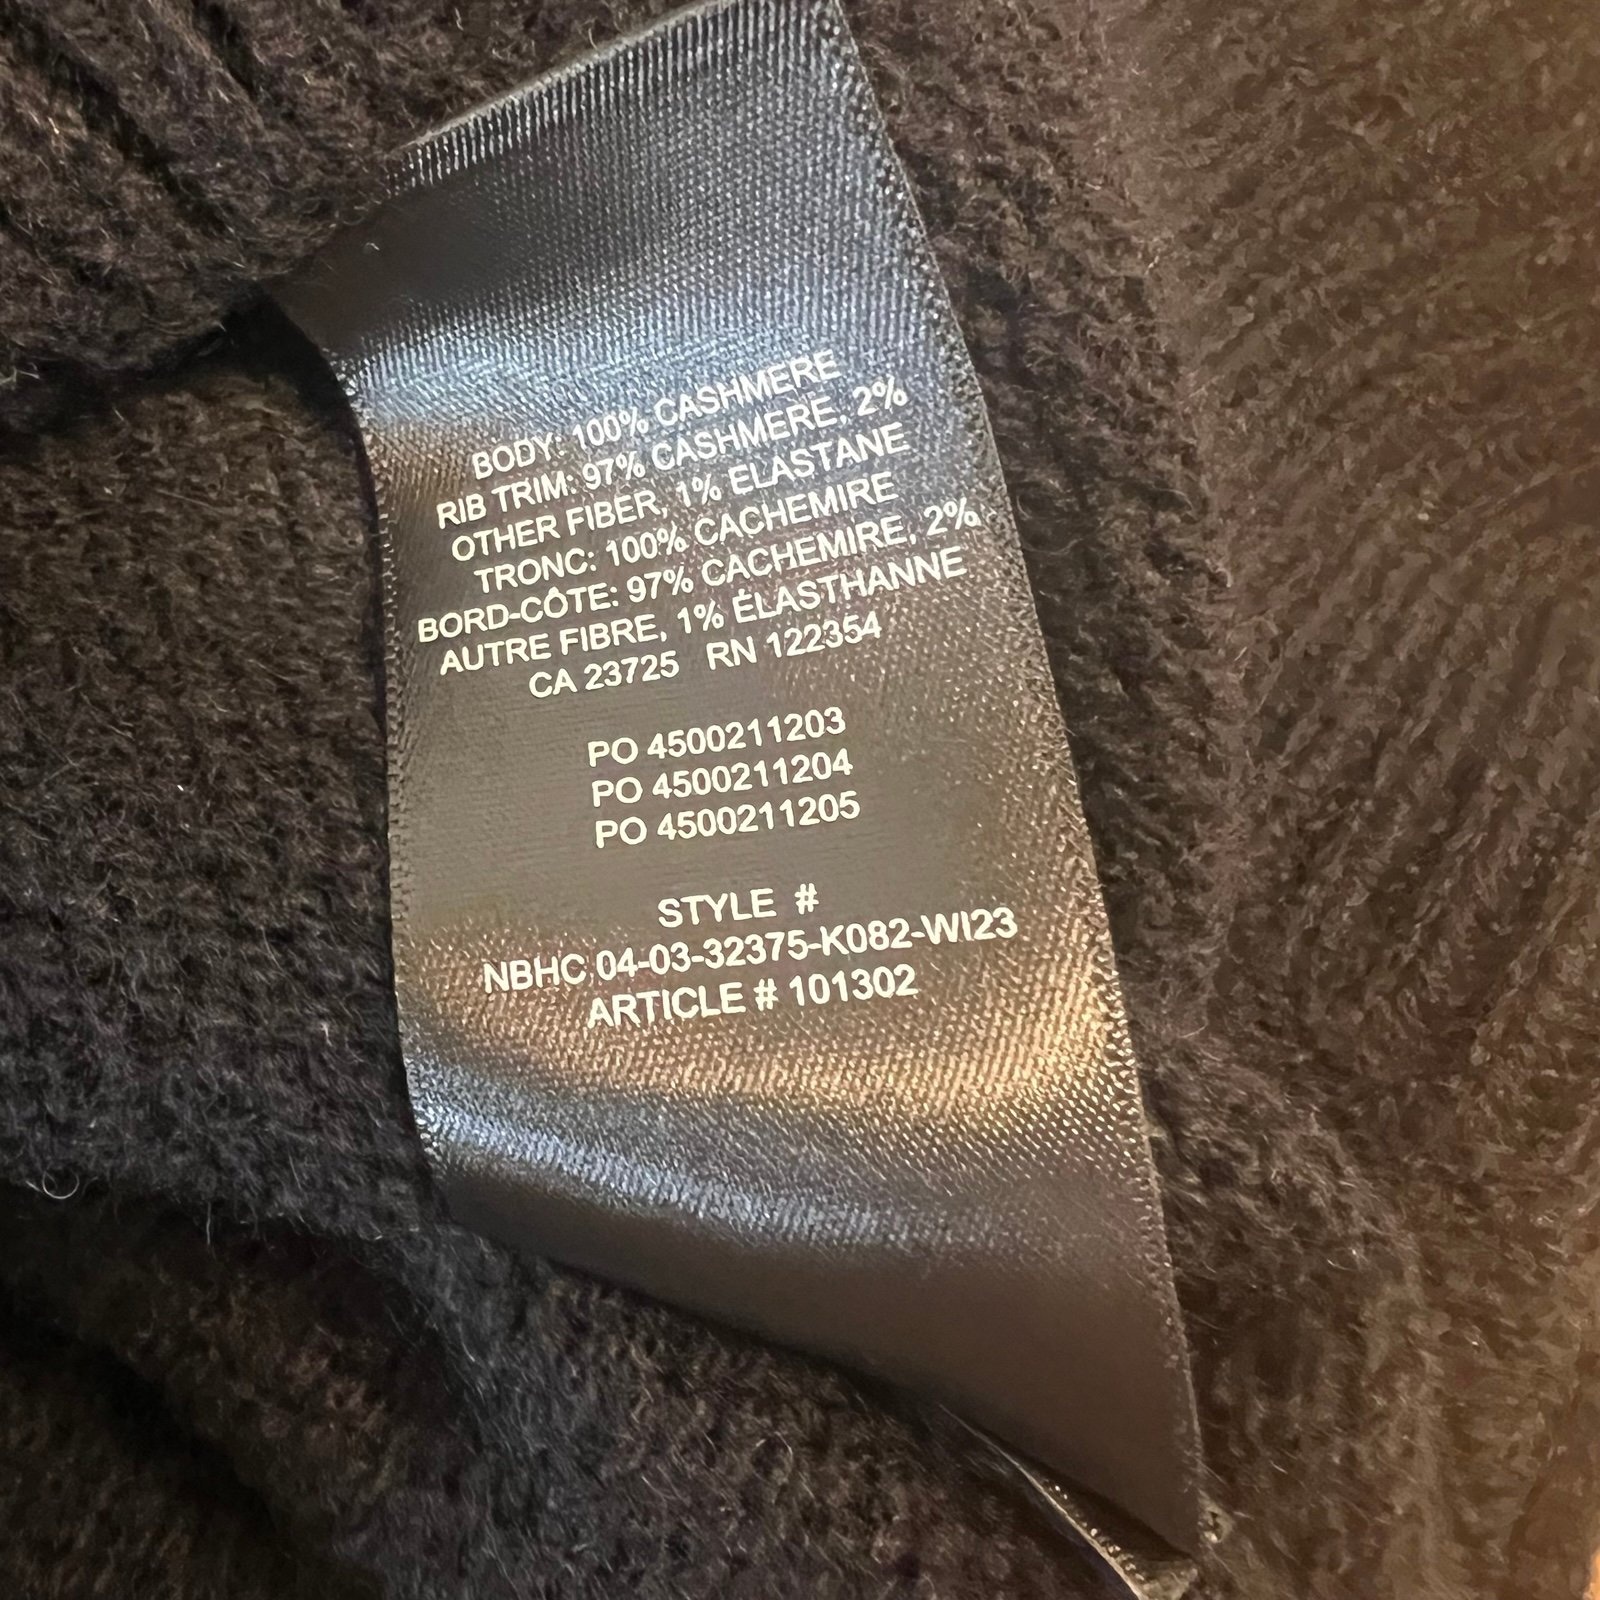 BODY: 100% CASHMERE
RIB TRIM: 97% CASHMERE, 2%
OTHER FIBER, 1% ELASTANE
TRONC: 100% CACHEMIRE
BORD-CÔTE: 97% CACHEMIRE, 2%
AUTRE FIBRE, 1% ÉLASTHANNE
CA 23725 RN 122354
PO 4500211203
PO 4500211204
PO 4500211205
STYLE #
NBHC 04-03-32375-K082-WI23
ARTICLE # 101302